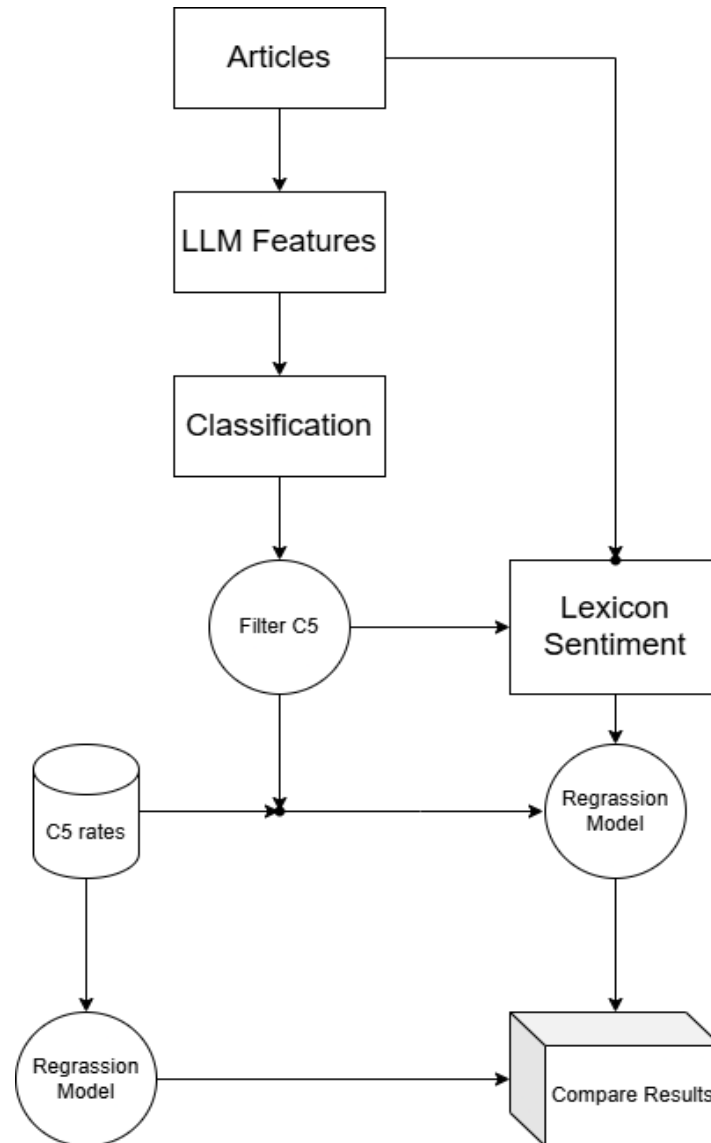 Articles
LLM Features
Classification
Filter C5
Lexicon
Sentiment
C5 rates
Regrassion
Model
Regrassion
Model
Compare Results